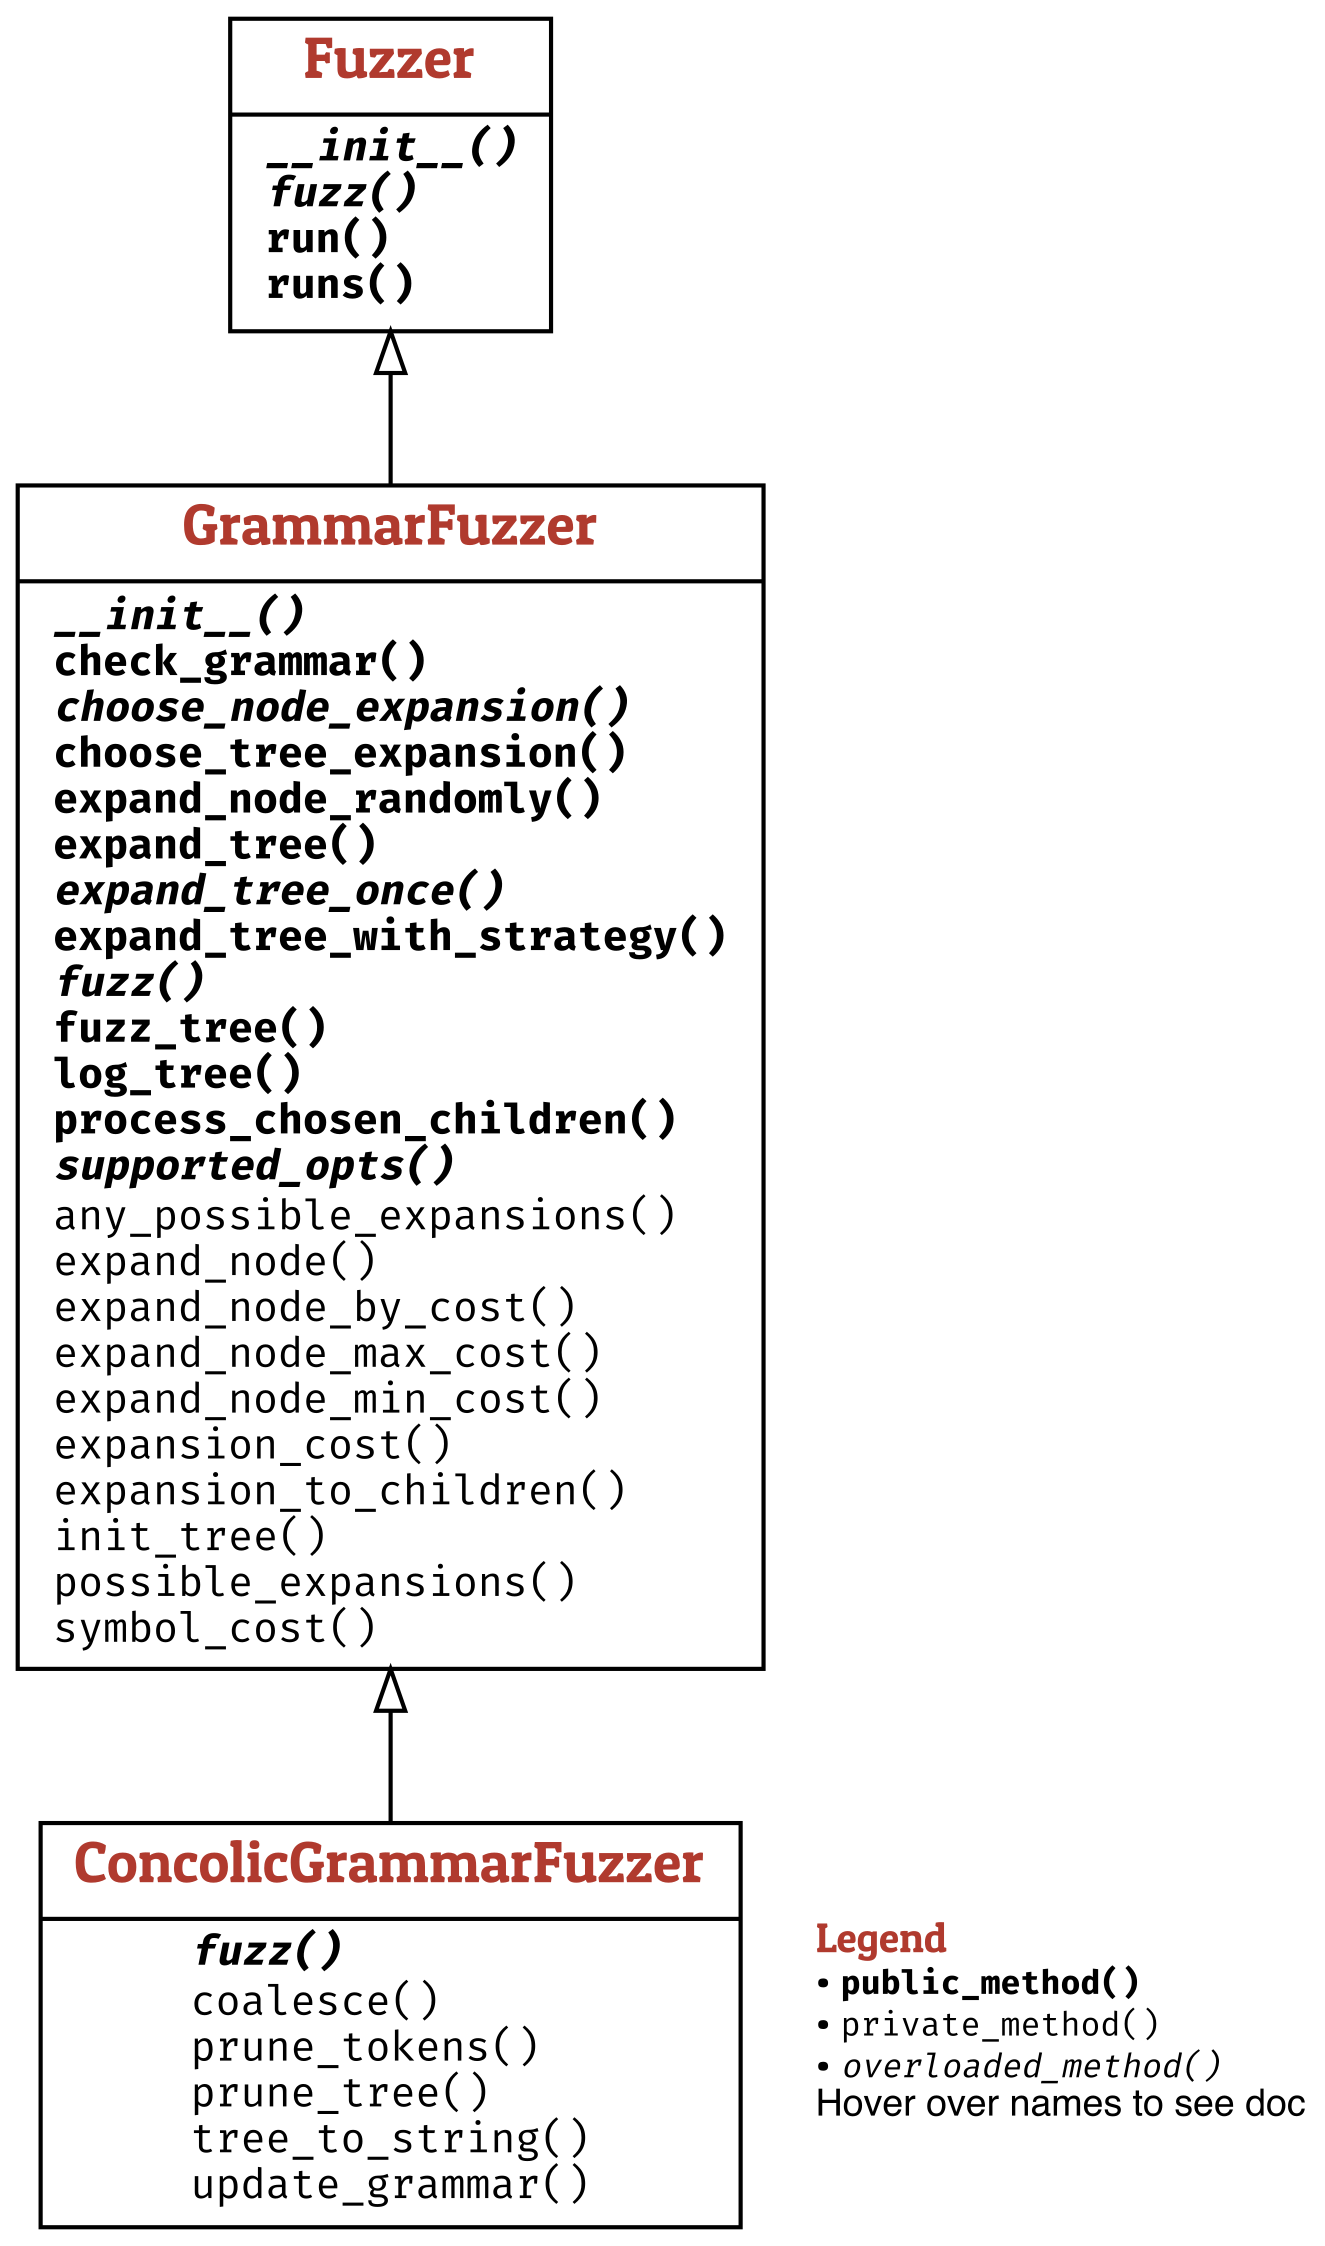 Fuzzer
__init__()
fuzz()
run()
runs()
GrammarFuzzer
__init__()
check_grammar()
choose_node_expansion()
choose_tree_expansion()
expand_node_randomly()
expand_tree()
expand_tree_once()
expand_tree_with_strategy()
fuzz()
fuzz_tree()
log_tree()
process_chosen_children()
supported_opts()
any_possible_expansions()
expand_node()
expand_node_by_cost()
expand_node_max_cost()
expand_node_min_cost()
expansion_cost()
expansion_to_children()
init_tree()
possible_expansions()
symbol_cost()
ConcolicGrammarFuzzer
fuzz()
coalesce()
prune_tokens()
prune_tree()
tree_to_string()
update_grammar()
Legend
• public_method()
• private_method()
• overloaded_method()
Hover over names to see doc